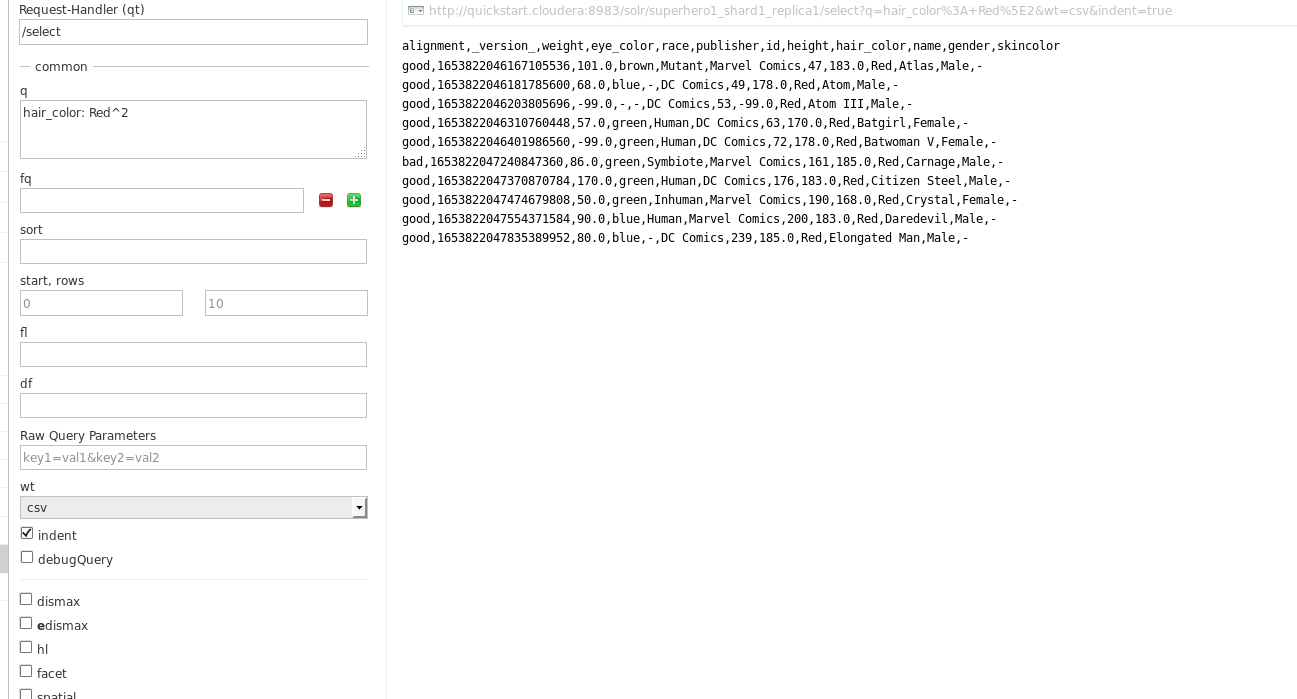 Request-Handler (qt)
/select
common
q
hair_color: Red^2
fq
sort
start, rows
0 10
fl
df
Raw Query Parameters
key1=val1&key2=val2
wt
csv
indent
debugQuery
dismax
edismax
hl
facet
spatial
http://quickstart.cloudera:8983/solr/superhero1_shard1_replica1/select?q=hair_color%3A+Red%5E2&wt=csv&indent=true
alignment,_version_,weight,eye_color,race,publisher,id,height,hair_color,name,gender,skincolor
good,1653822046167105536,101.0,brown,Mutant,Marvel Comics,47,183.0,Red,Atlas,Male,-
good,1653822046181785600,68.0,blue,-,DC Comics,49,178.0,Red,Atom,Male,-
good,1653822046203805696,-99.0,-,-,DC Comics,53,-99.0,Red,Atom III,Male,-
good,1653822046310760448,57.0,green,Human,DC Comics,63,170.0,Red,Batgirl,Female,-
good,1653822046401986560,-99.0,green,Human,DC Comics,72,178.0,Red,Batwoman V,Female,-
bad,1653822047240847360,86.0,green,Symbiote,Marvel Comics,161,185.0,Red,Carnage,Male,-
good,1653822047370870784,170.0,green,Human,DC Comics,176,183.0,Red,Citizen Steel,Male,-
good,1653822047474679808,50.0,green,Inhuman,Marvel Comics,190,168.0,Red,Crystal,Female,-
good,1653822047554371584,90.0,blue,Human,Marvel Comics,200,183.0,Red,Daredevil,Male,-
good,1653822047835389952,80.0,blue,-,DC Comics,239,185.0,Red,Elongated Man,Male,-